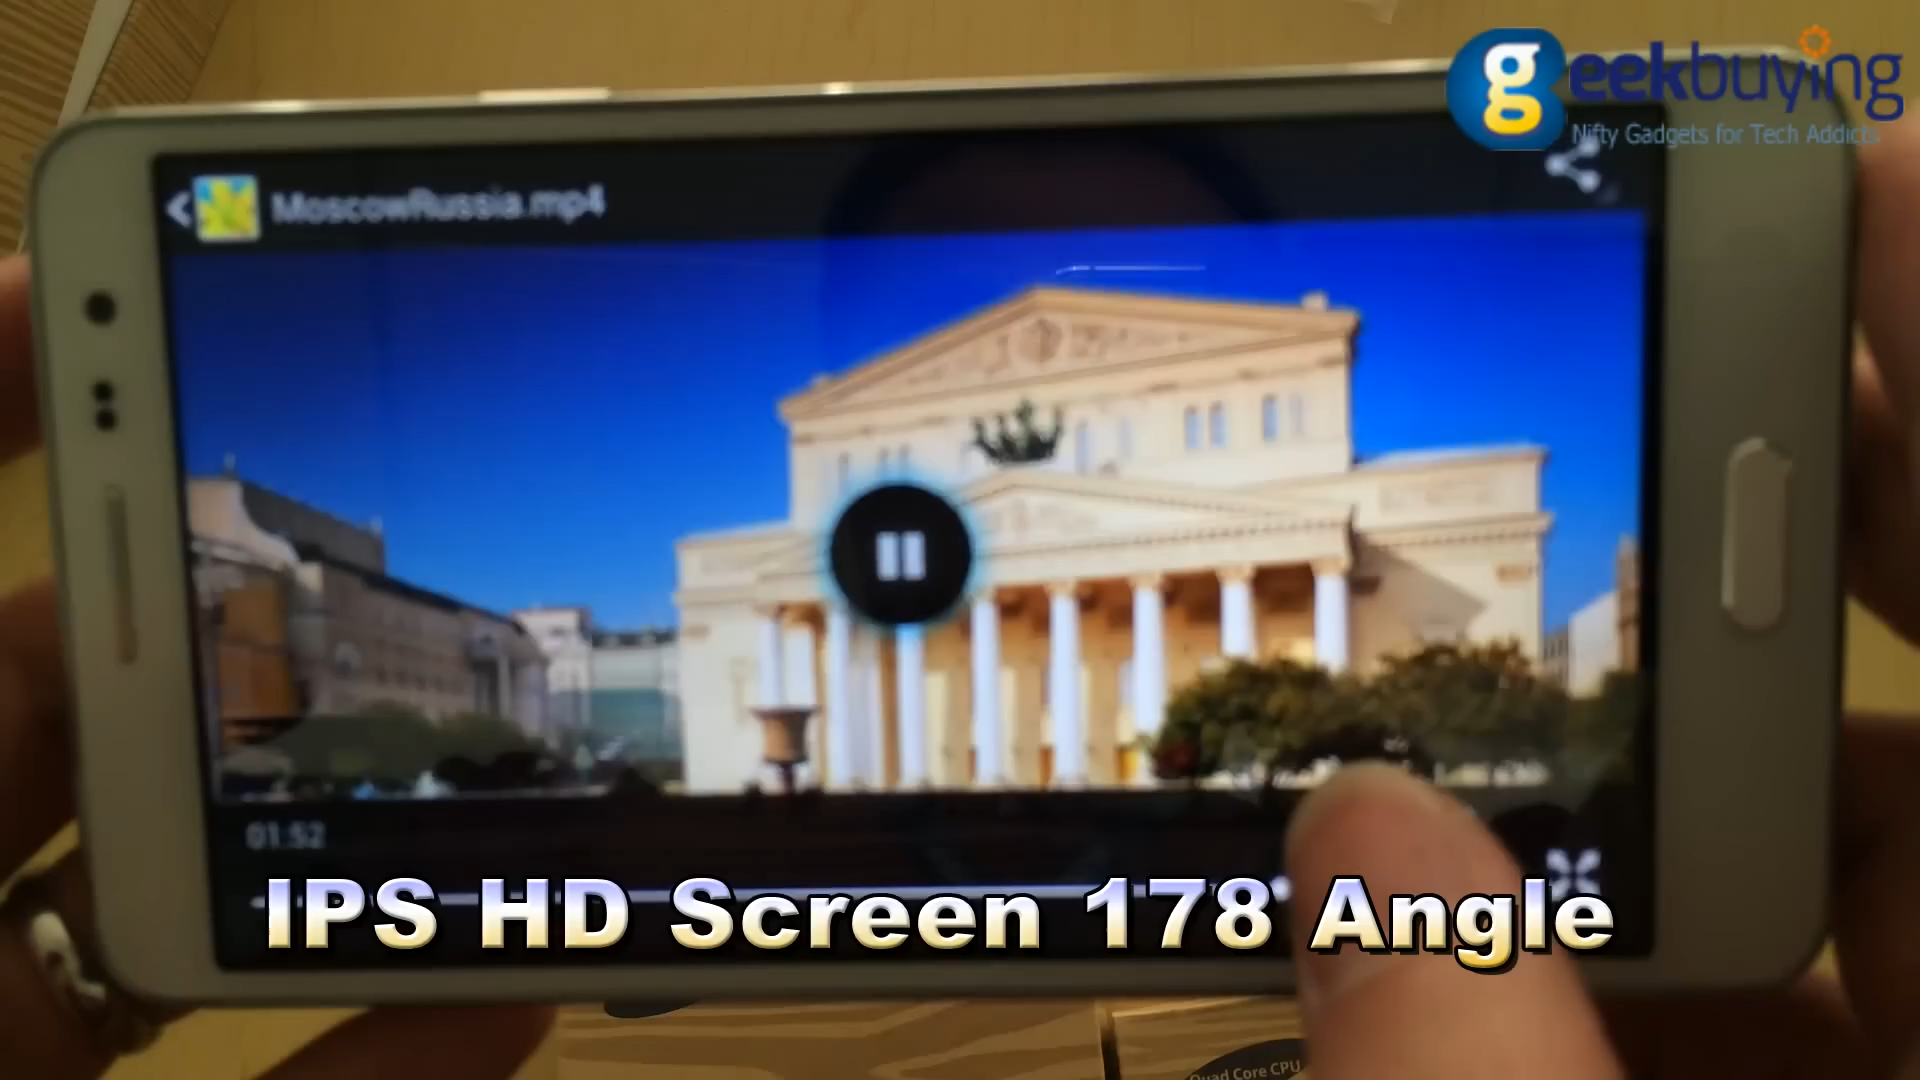 geekbuying
Nifty Gadgets for Tech Addicts
MoscowRussia.mp4
01:52
IPS HD Screen 178 Angle
Quad Core CPU